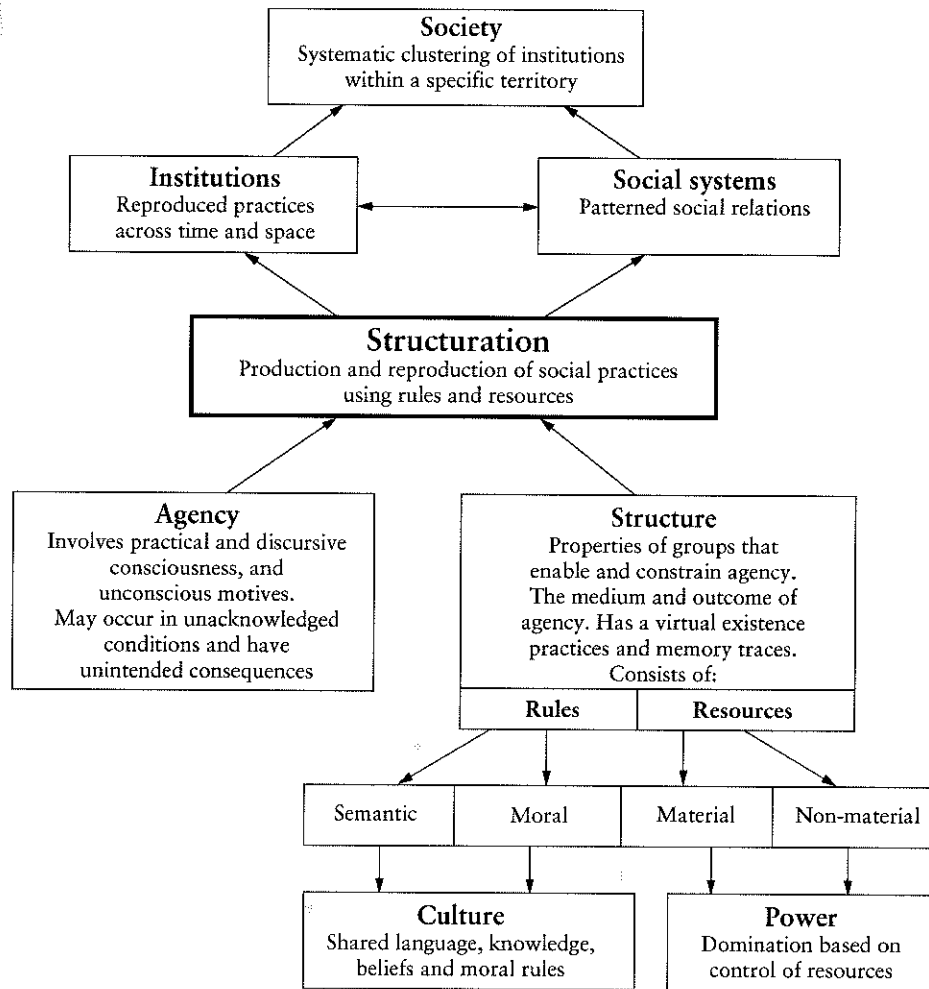 Society
Systematic clustering of institutions
within a specific territory
Institutions
Reproduced practices
across time and space
Social systems
Patterned social relations
Structuration
Production and reproduction of social practices
using rules and resources
Agency
Involves practical and discursive
consciousness, and
unconscious motives.
May occur in unacknowledged
conditions and have
unintended consequences
Structure
Properties of groups that
enable and constrain agency.
The medium and outcome of
agency. Has a virtual existence
practices and memory traces.
Consists of:
Rules
Resources
Semantic
Moral
Material
Non-material
Culture
Shared language, knowledge,
beliefs and moral rules
Power
Domination based on
control of resources